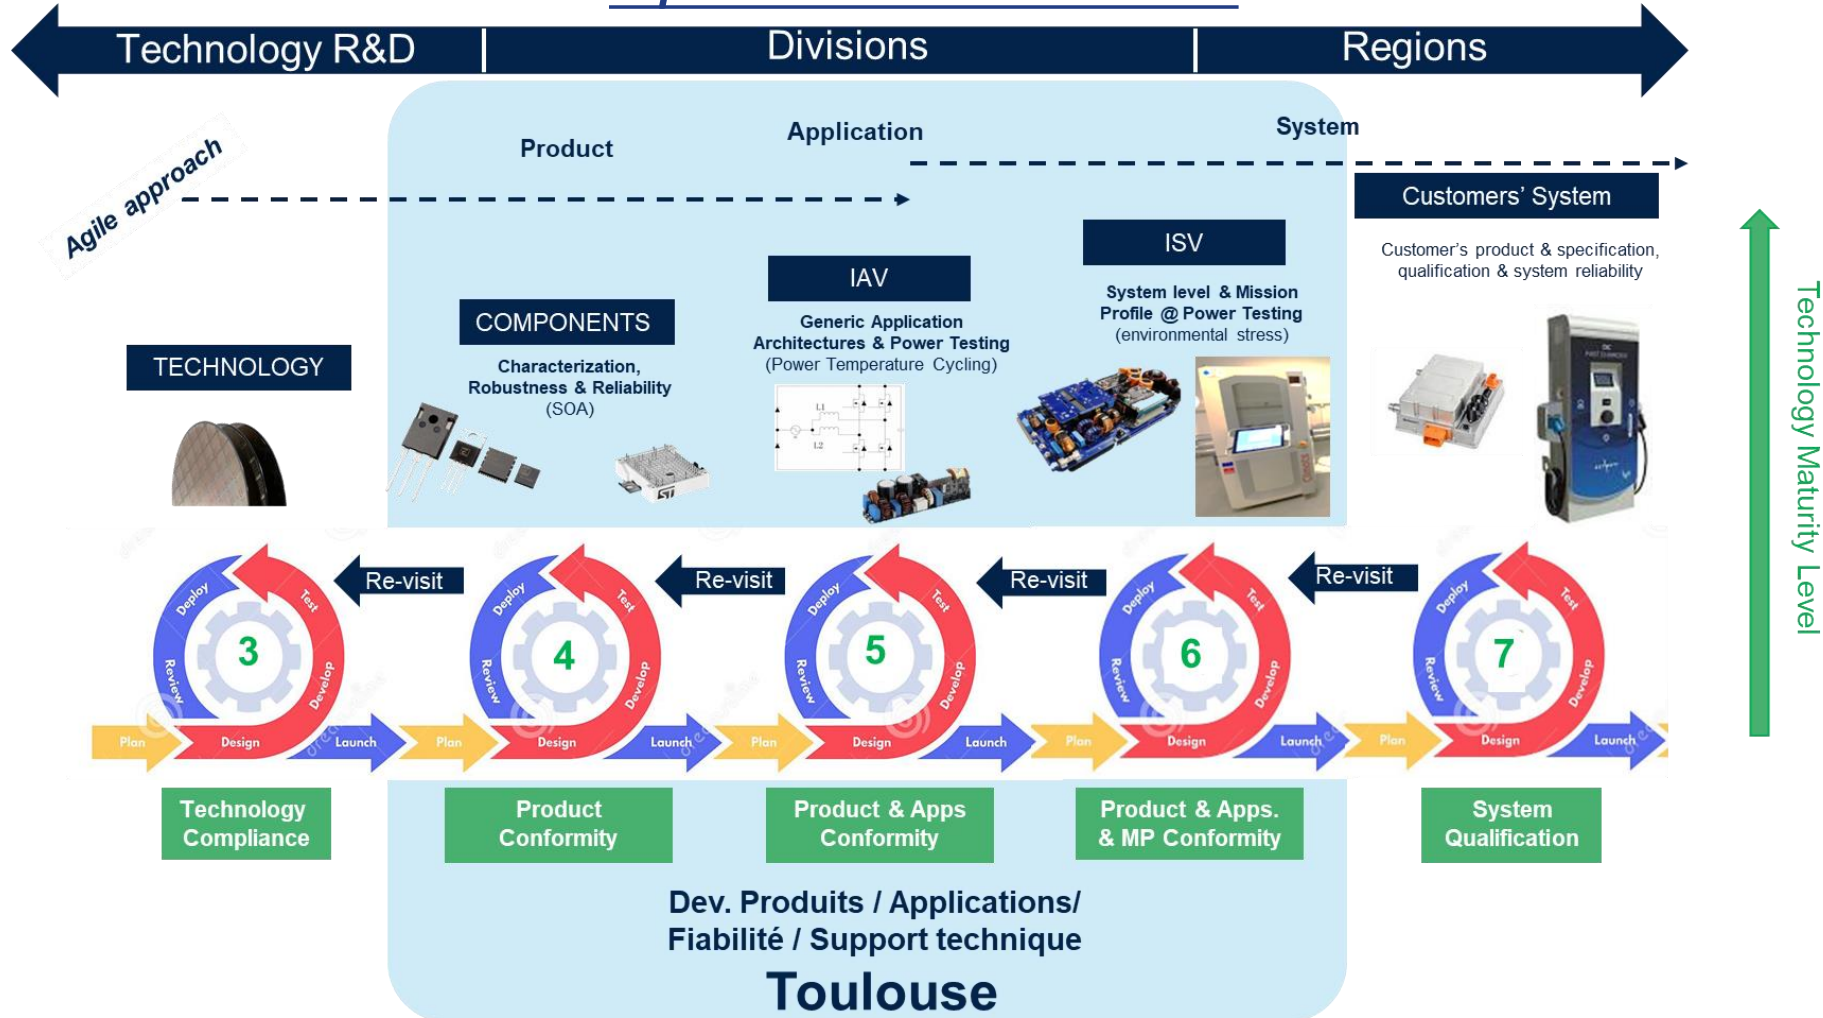 Technology R&D
Divisions
Regions
Agile approach
Product
Application
System
Customers' System
Customer's product & specification,
qualification & system reliability
ISV
System level & Mission
Profile @ Power Testing
(environmental stress)
IAV
Generic Application
Architectures & Power Testing
(Power Temperature Cycling)
COMPONENTS
Characterization,
Robustness & Reliability
(SOA)
TECHNOLOGY
L1
L2
ST
Technology Maturity Level
Re-visit
Re-visit
Re-visit
Re-visit
Deploy
Test
Review
Develop
3
Plan
Design
Launch
Deploy
Test
Review
Develop
4
Plan
Design
Launch
Deploy
Test
Review
Develop
5
Plan
Design
Launch
Deploy
Test
Review
Develop
6
Plan
Design
Launch
Deploy
Test
Review
Develop
7
Plan
Design
Launch
Technology
Compliance
Product
Conformity
Product & Apps
Conformity
Product & Apps.
& MP Conformity
System
Qualification
Dev. Produits / Applications/
Fiabilité / Support technique
Toulouse